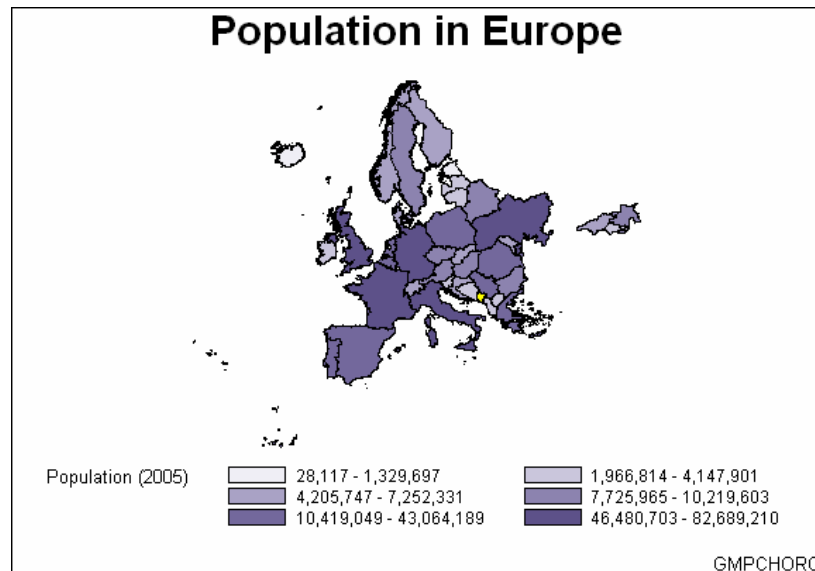 Population in Europe
Population (2005)
28,117 - 1,329,697
1,966,814 - 4,147,901
4,205,747 - 7,252,331
7,725,965 - 10,219,603
10,419,049 - 43,064,189
46,480,703 - 82,689,210
GMPCHORO